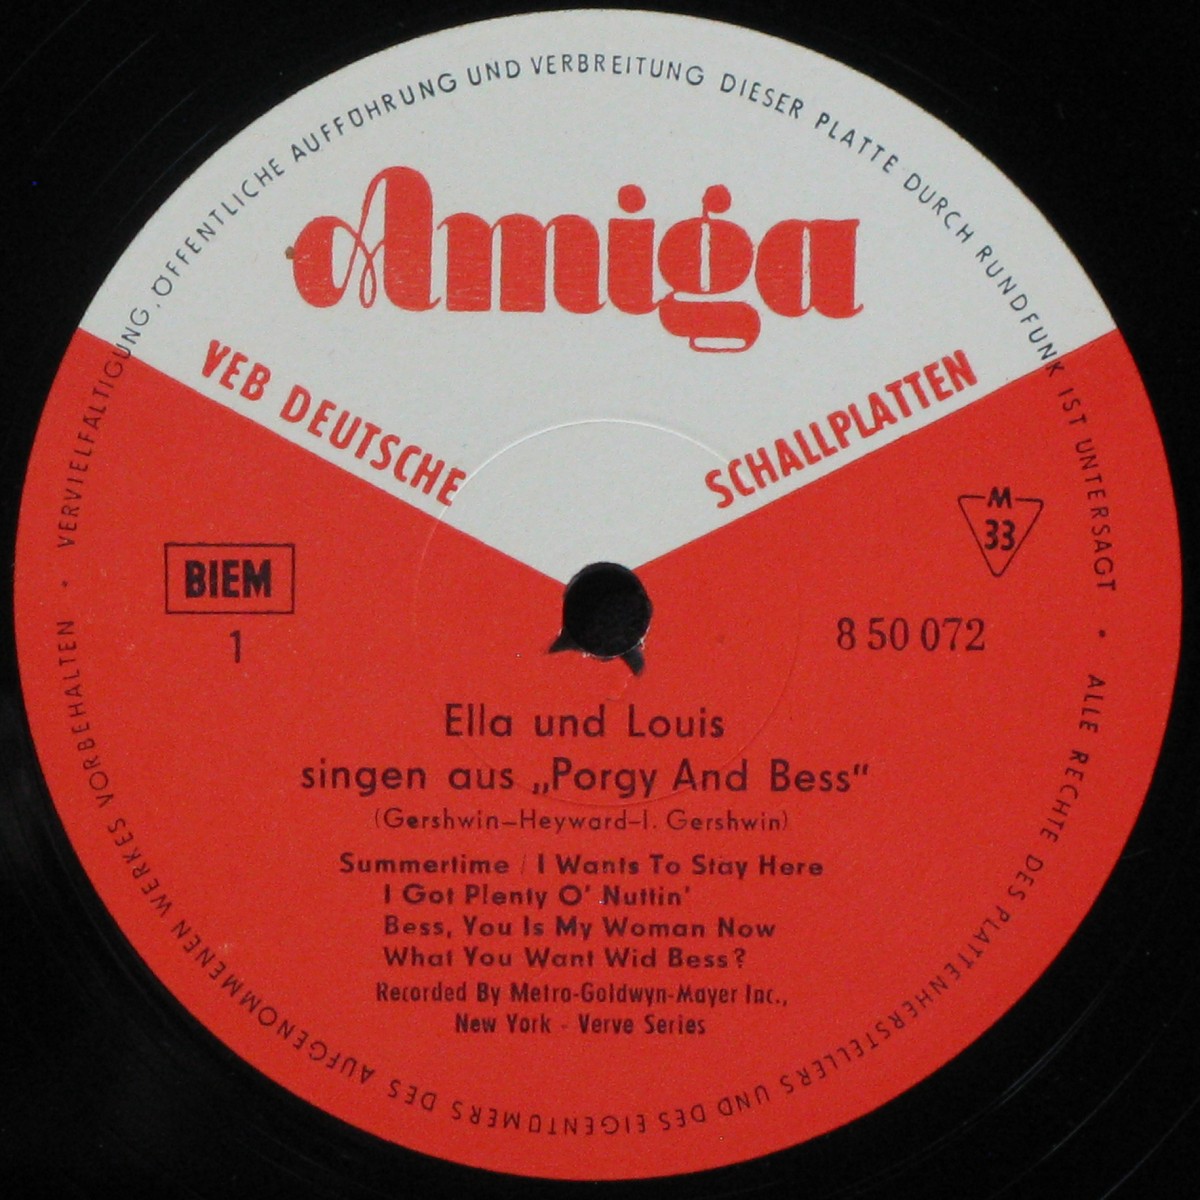 Amiga
VEB DEUTSCHE SCHALLPLATTEN
BIEM
1
M
33
8 50 072
Ella und Louis
singen aus „Porgy And Bess“
(Gershwin–Heyward–I. Gershwin)
Summertime / I Wants To Stay Here
I Got Plenty O' Nuttin'
Bess, You Is My Woman Now
What You Want Wid Bess?
Recorded By Metro-Goldwyn-Mayer Inc.,
New York - Verve Series
ALLE RECHTE DES PLATTENHERSTELLERS UND DES EIGENTÜMERS DES AUFGENOMMENEN WERKES VORBEHALTEN • VERVIELFÄLTIGUNG, ÖFFENTLICHE AUFFÜHRUNG UND VERBREITUNG DIESER PLATTE DURCH RUNDFUNK IST UNTERSAGT •